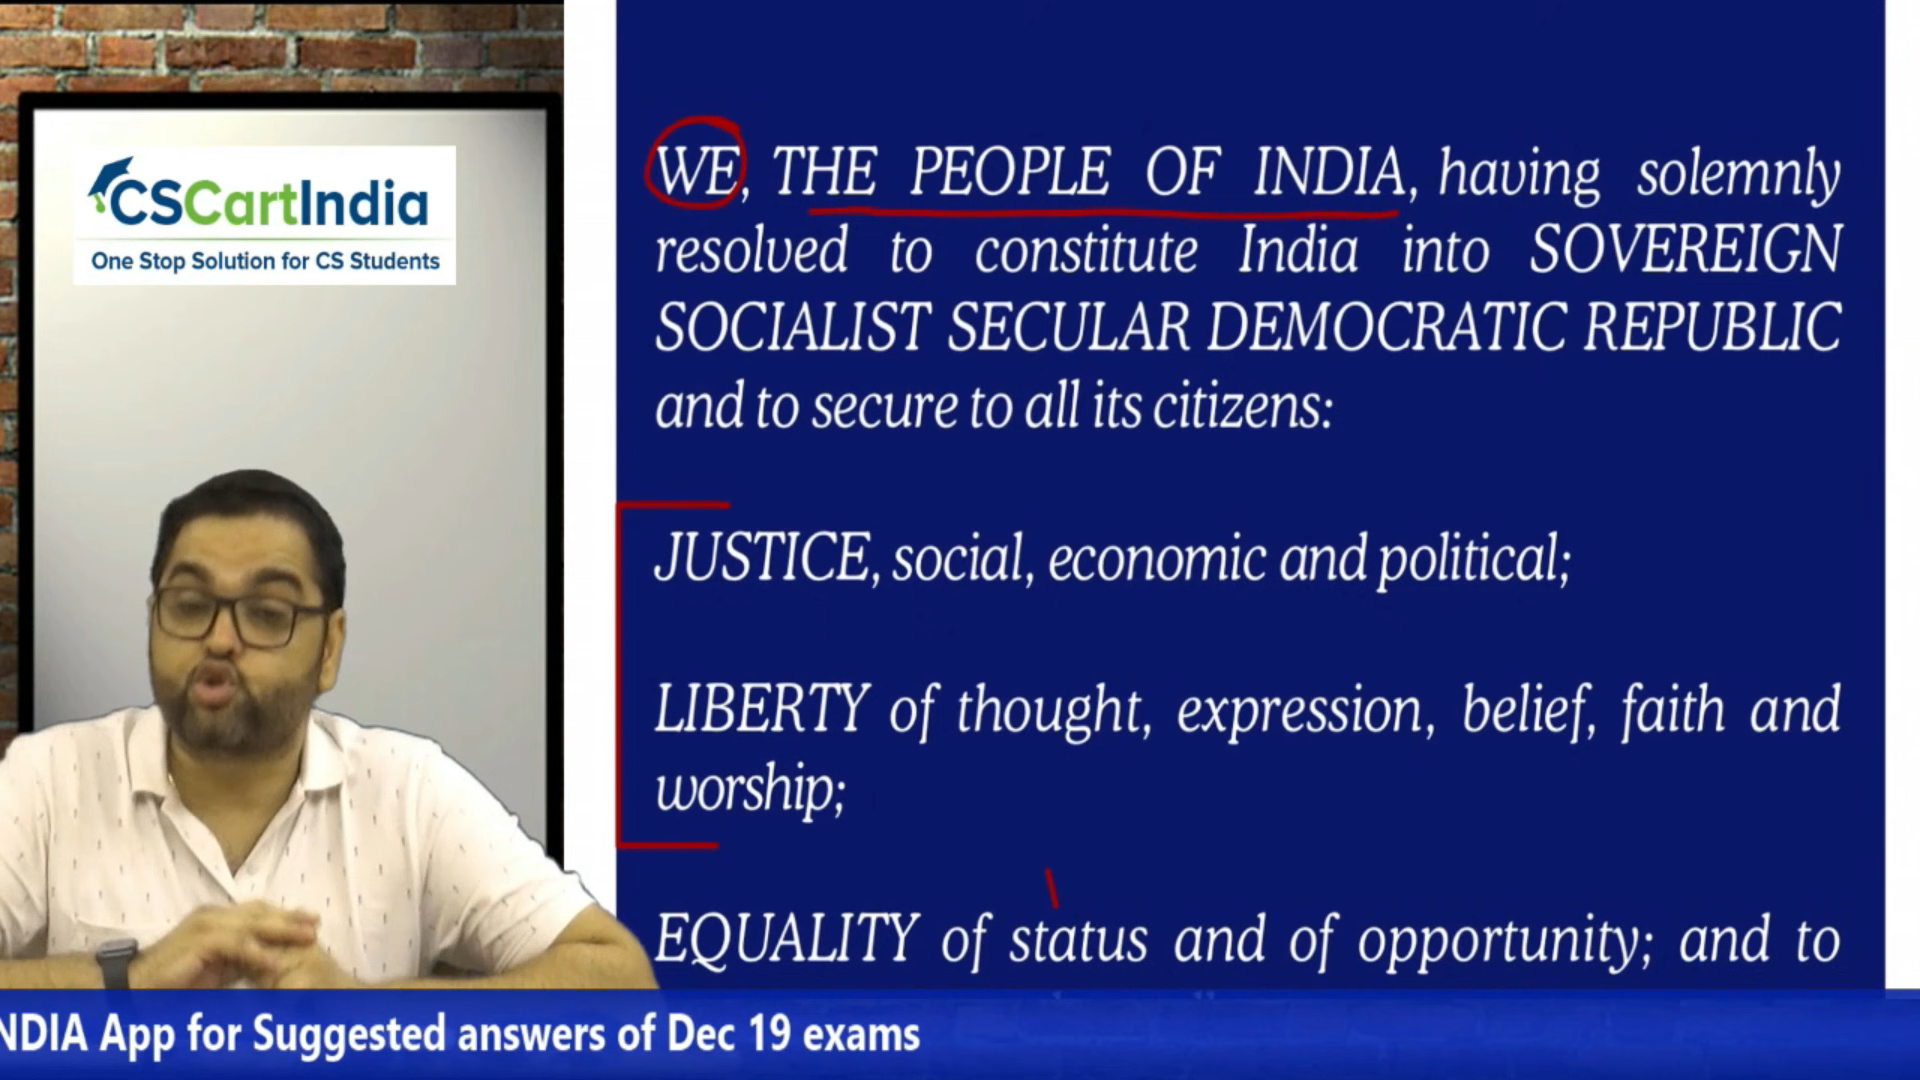 CSCartIndia
One Stop Solution for CS Students
WE, THE PEOPLE OF INDIA, having solemnly
resolved to constitute India into SOVEREIGN
SOCIALIST SECULAR DEMOCRATIC REPUBLIC
and to secure to all its citizens:
JUSTICE, social, economic and political;
LIBERTY of thought, expression, belief, faith and
worship;
EQUALITY of status and of opportunity; and to
NDIA App for Suggested answers of Dec 19 exams